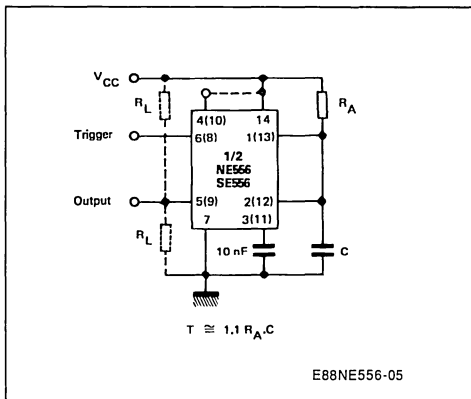 V_CC
R_L
R_A
4(10) 14
Trigger 6(8) 1(13)
1/2
NE556
SE556
Output 5(9) 2(12)
7 3(11)
R_L
10 nF C
T ≅ 1.1 R_A.C
E88NE556-05